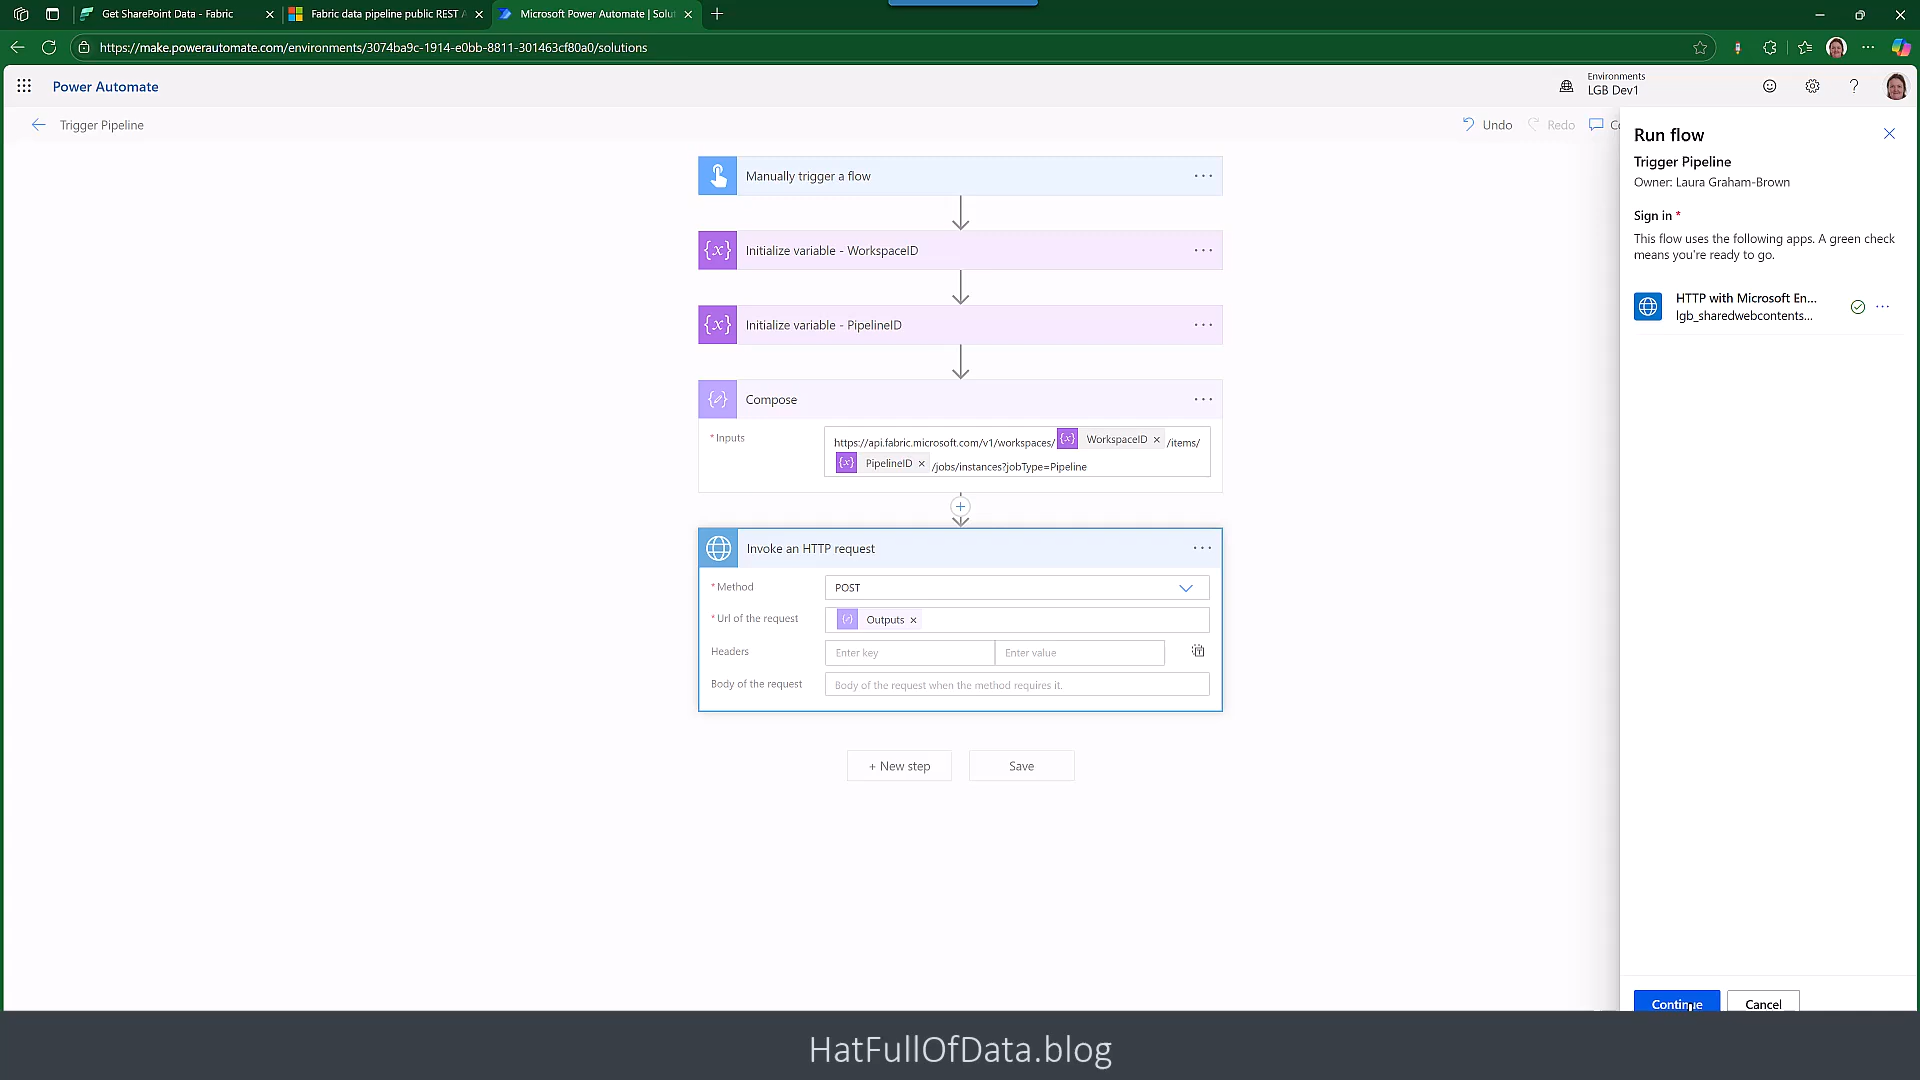 Get SharePoint Data - Fabric
Fabric data pipeline public REST A
Microsoft Power Automate | Solut
https://make.powerautomate.com/environments/3074ba9c-1914-e0bb-8811-301463cf80a0/solutions
Power Automate
Environments
LGB Dev1
Trigger Pipeline
Undo
Redo
Co
Run flow
Trigger Pipeline
Owner: Laura Graham-Brown
Sign in *
This flow uses the following apps. A green check
means you're ready to go.
HTTP with Microsoft En...
lgb_sharedwebcontents...
Manually trigger a flow
{x} Initialize variable - WorkspaceID
{x} Initialize variable - PipelineID
Compose
* Inputs
https://api.fabric.microsoft.com/v1/workspaces/ {x} WorkspaceID × /items/
{x} PipelineID × /jobs/instances?jobType=Pipeline
Invoke an HTTP request
* Method
POST
* Url of the request
Outputs ×
Headers
Enter key
Enter value
Body of the request
Body of the request when the method requires it.
+ New step
Save
Continue
Cancel
HatFullOfData.blog